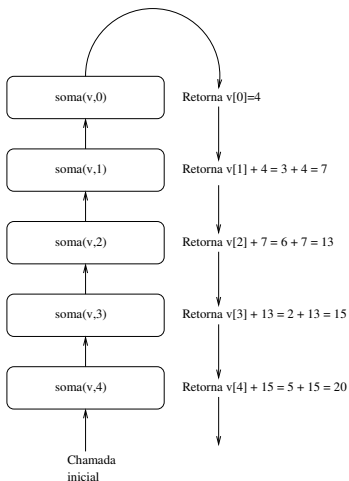 soma(v,0) Retorna v[0]=4
soma(v,1) Retorna v[1] + 4 = 3 + 4 = 7
soma(v,2) Retorna v[2] + 7 = 6 + 7 = 13
soma(v,3) Retorna v[3] + 13 = 2 + 13 = 15
soma(v,4) Retorna v[4] + 15 = 5 + 15 = 20
Chamada
inicial